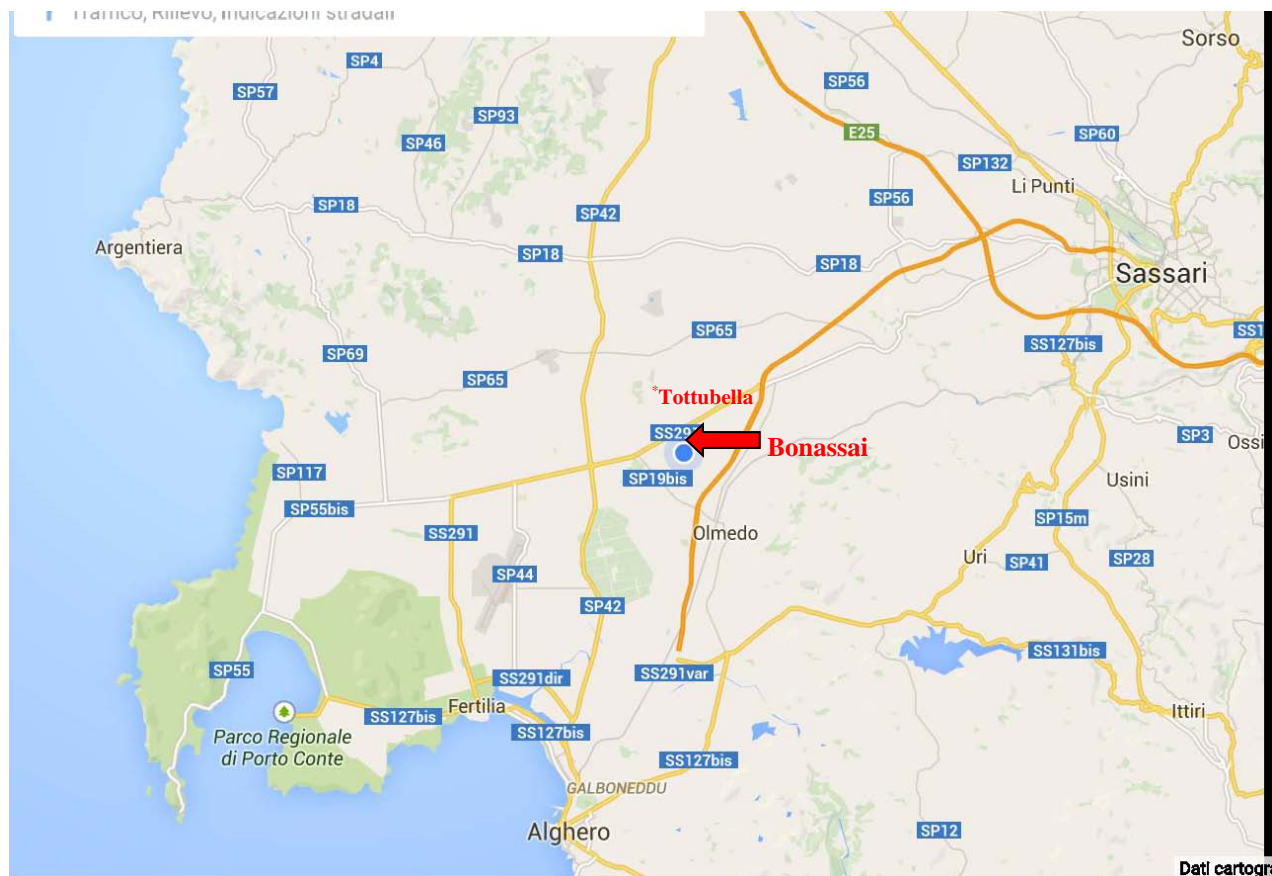 Traffico, Rilievo, Indicazioni stradali
Sorso
SP4
SP56
SP57
SP93
E25
SP60
SP46
SP132
Li Punti
SP56
SP18
SP42
Argentiera
SP18
SP18
Sassari
SP65
SS1
SS127bis
SP69
SP65
*Tottubella
SS29
Bonassai
SP3
Ossi
SP117
SP19bis
Usini
SP55bis
SP15m
SS291
Olmedo
Uri
SP41
SP28
SP44
SP42
SS131bis
SP55
SS291dir
SS291var
Fertilia
SS127bis
Ittiri
SS127bis
Parco Regionale
di Porto Conte
SS127bis
GALBONEDDU
Alghero
SP12
Dati cartogra